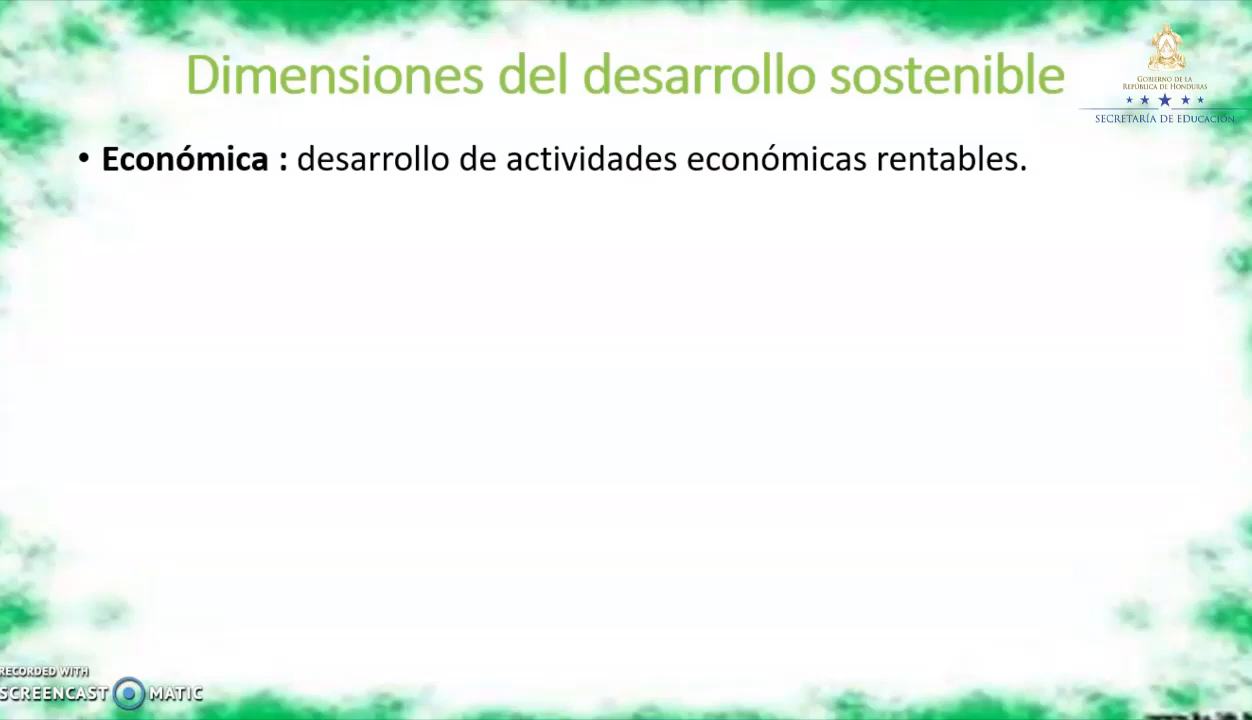 Dimensiones del desarrollo sostenible
GOBIERNO DE LA
REPÚBLICA DE HONDURAS
SECRETARÍA DE EDUCACIÓN
• Económica : desarrollo de actividades económicas rentables.
RECORDED WITH
SCREENCAST MATIC